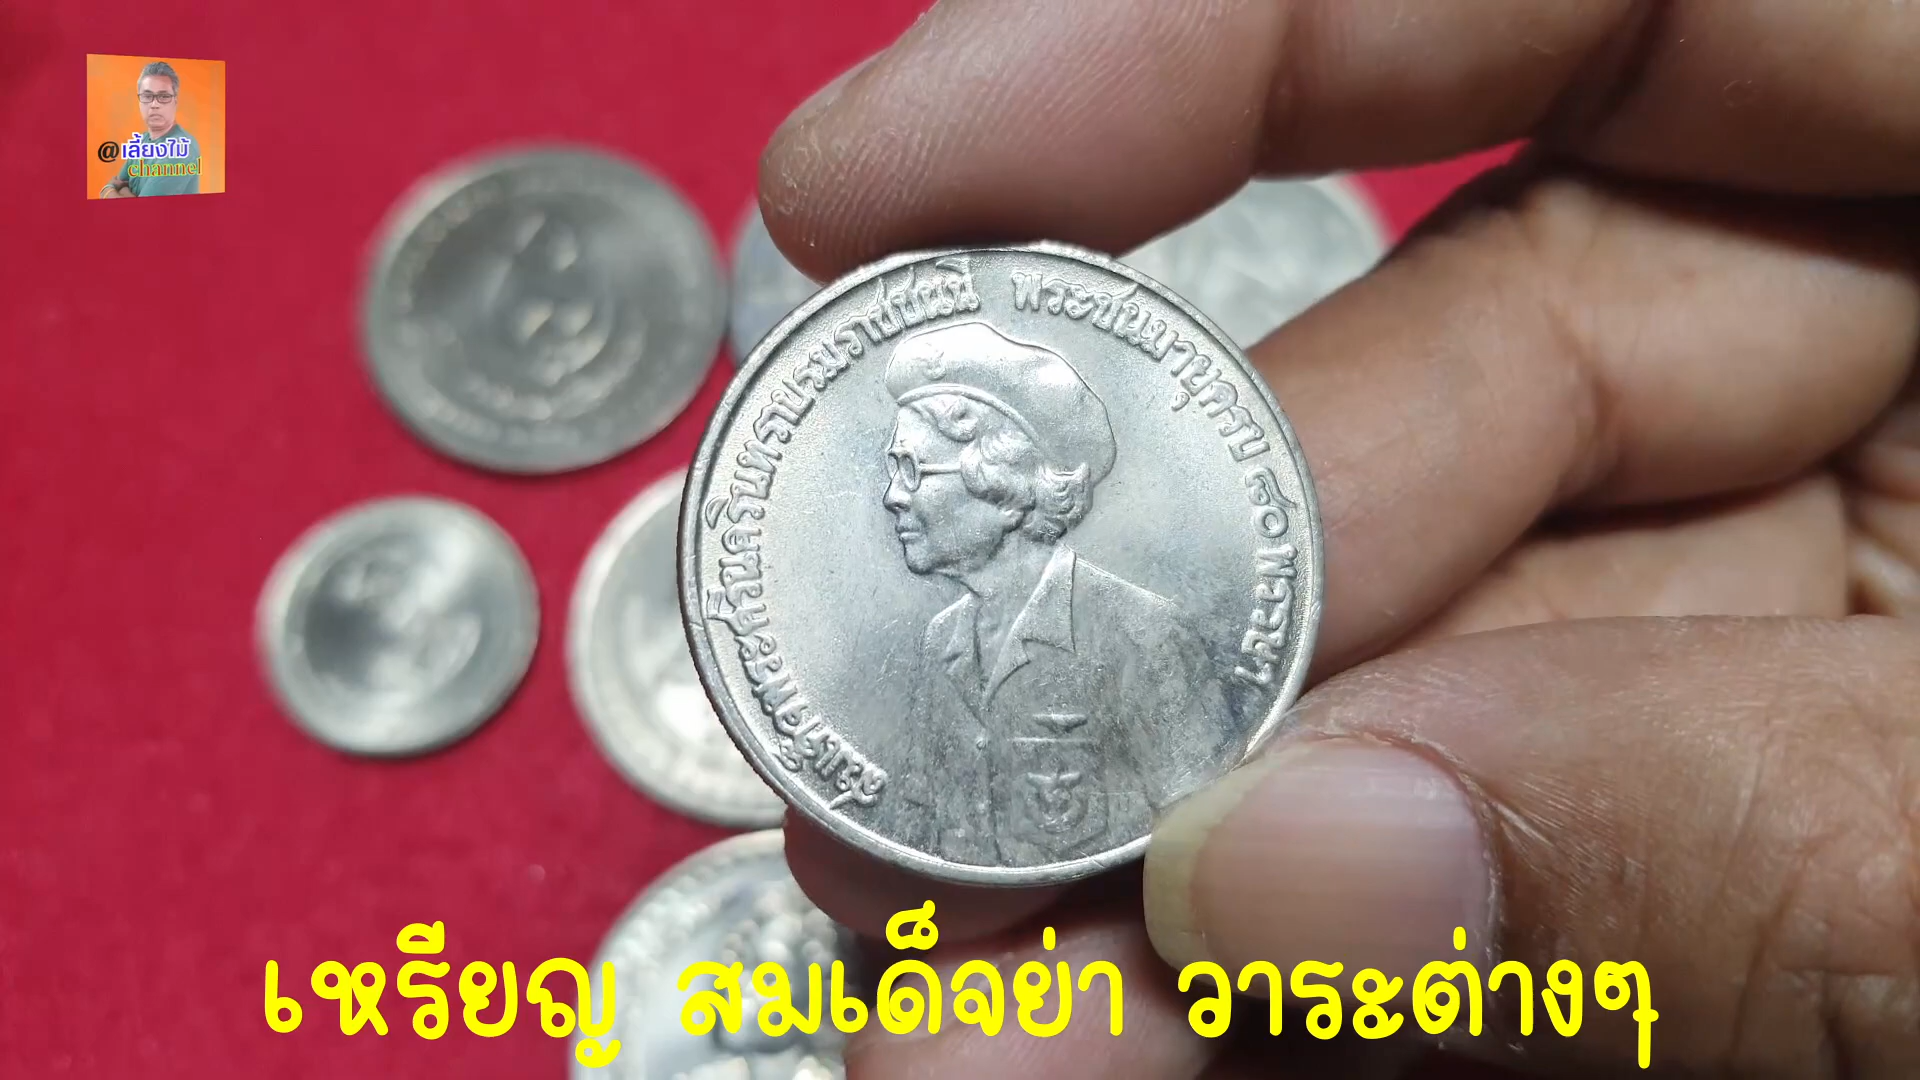 @เลี้ยงไม้
channel
สมเด็จพระศรีนครินทราบรมราชชนนี พระชนมายุครบ ๘๐ พรรษา
เหรียญ สมเด็จย่า วาระต่างๆ